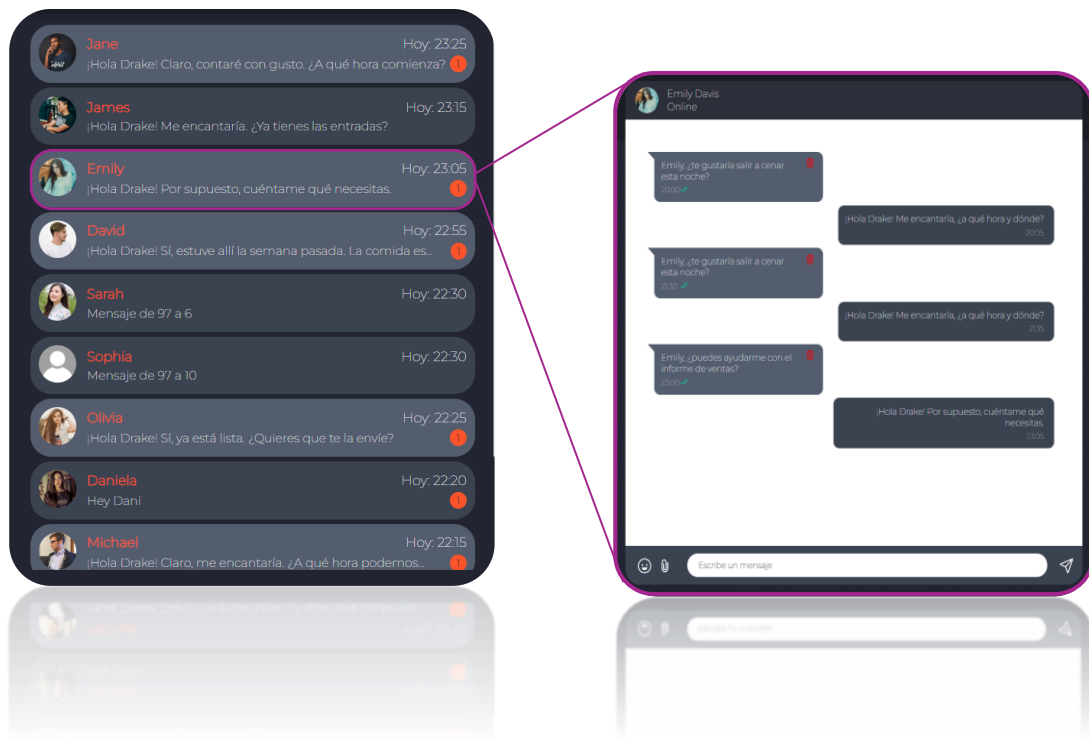 Jane
Hoy: 23:25
¡Hola Drake! Claro, contaré con gusto. ¿A qué hora comienza?
1
James
Hoy: 23:15
¡Hola Drake! Me encantaría. ¿Ya tienes las entradas?
Emily
Hoy: 23:05
¡Hola Drake! Por supuesto, cuéntame qué necesitas.
1
David
Hoy: 22:55
¡Hola Drake! Sí, estuve allí la semana pasada. La comida es...
1
Sarah
Hoy: 22:30
Mensaje de 97 a 6
Sophia
Hoy: 22:30
Mensaje de 97 a 10
Olivia
Hoy: 22:25
¡Hola Drake! Sí, ya está lista. ¿Quieres que te la envíe?
1
Daniela
Hoy: 22:20
Hey Dani
1
Michael
Hoy: 22:15
¡Hola Drake! Claro, me encantaría. ¿A qué hora podemos...
1
Emily Davis
Online
Emily, ¿te gustaría salir a cenar
esta noche?
20:00
¡Hola Drake! Me encantaría, ¿a qué hora y dónde?
20:05
Emily, ¿te gustaría salir a cenar
esta noche?
21:30
¡Hola Drake! Me encantaría, ¿a qué hora y dónde?
21:35
Emily, ¿puedes ayudarme con el
informe de ventas?
23:00
¡Hola Drake! Por supuesto, cuéntame qué
necesitas.
23:05
Escribe un mensaje